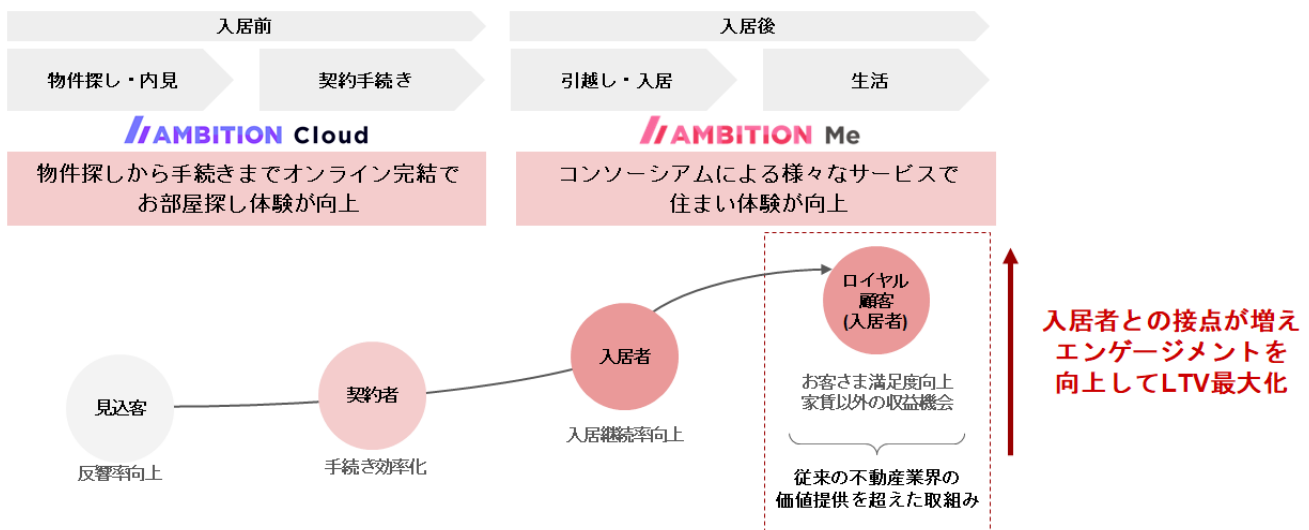 入居前
入居後
物件探し・内見
契約手続き
引越し・入居
生活
AMBITION Cloud
AMBITION Me
物件探しから手続きまでオンライン完結で
お部屋探し体験が向上
コンソーシアムによる様々なサービスで
住まい体験が向上
見込客
反響率向上
契約者
手続き効率化
入居者
入居継続率向上
ロイヤル
顧客
(入居者)
お客さま満足度向上
家賃以外の収益機会
従来の不動産業界の
価値提供を超えた取組み
入居者との接点が増え
エンゲージメントを
向上してLTV最大化